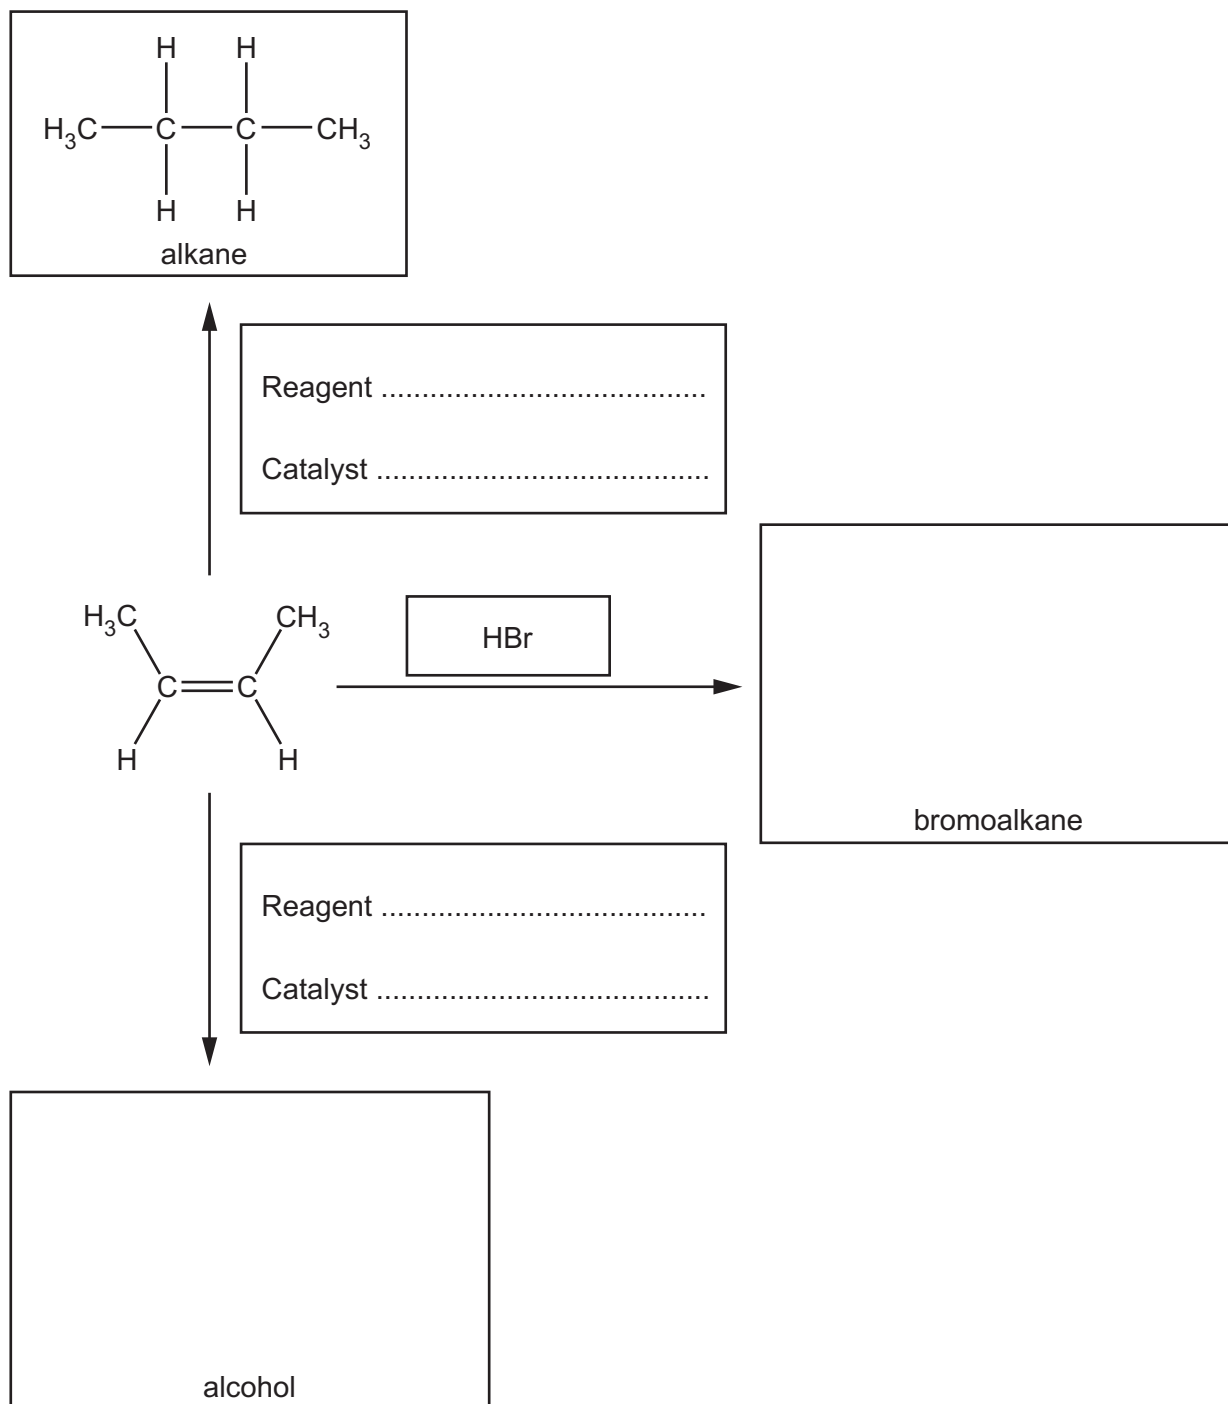 H H
H3C C C CH3
H H
alkane
Reagent ........................................
Catalyst .........................................
H3C CH3
C C
H H
HBr
bromoalkane
Reagent ........................................
Catalyst .........................................
alcohol